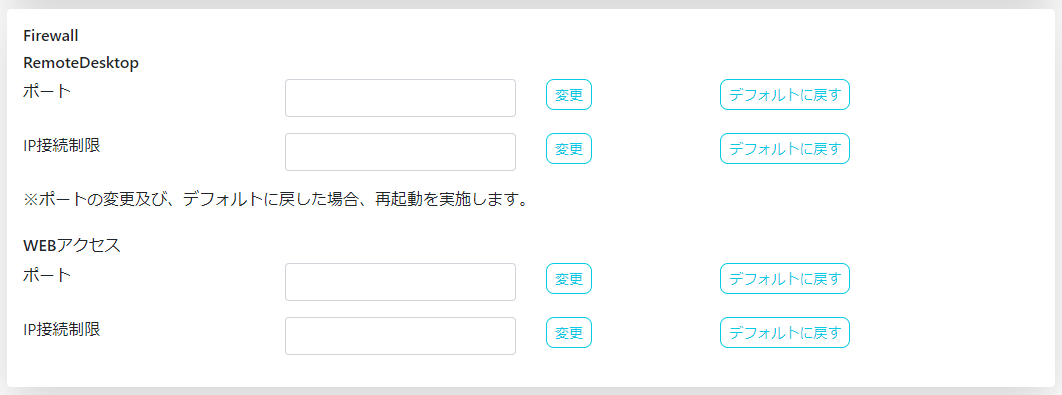 Firewall
RemoteDesktop
ポート 変更 デフォルトに戻す
IP接続制限 変更 デフォルトに戻す
※ポートの変更及び、デフォルトに戻した場合、再起動を実施します。
WEBアクセス
ポート 変更 デフォルトに戻す
IP接続制限 変更 デフォルトに戻す